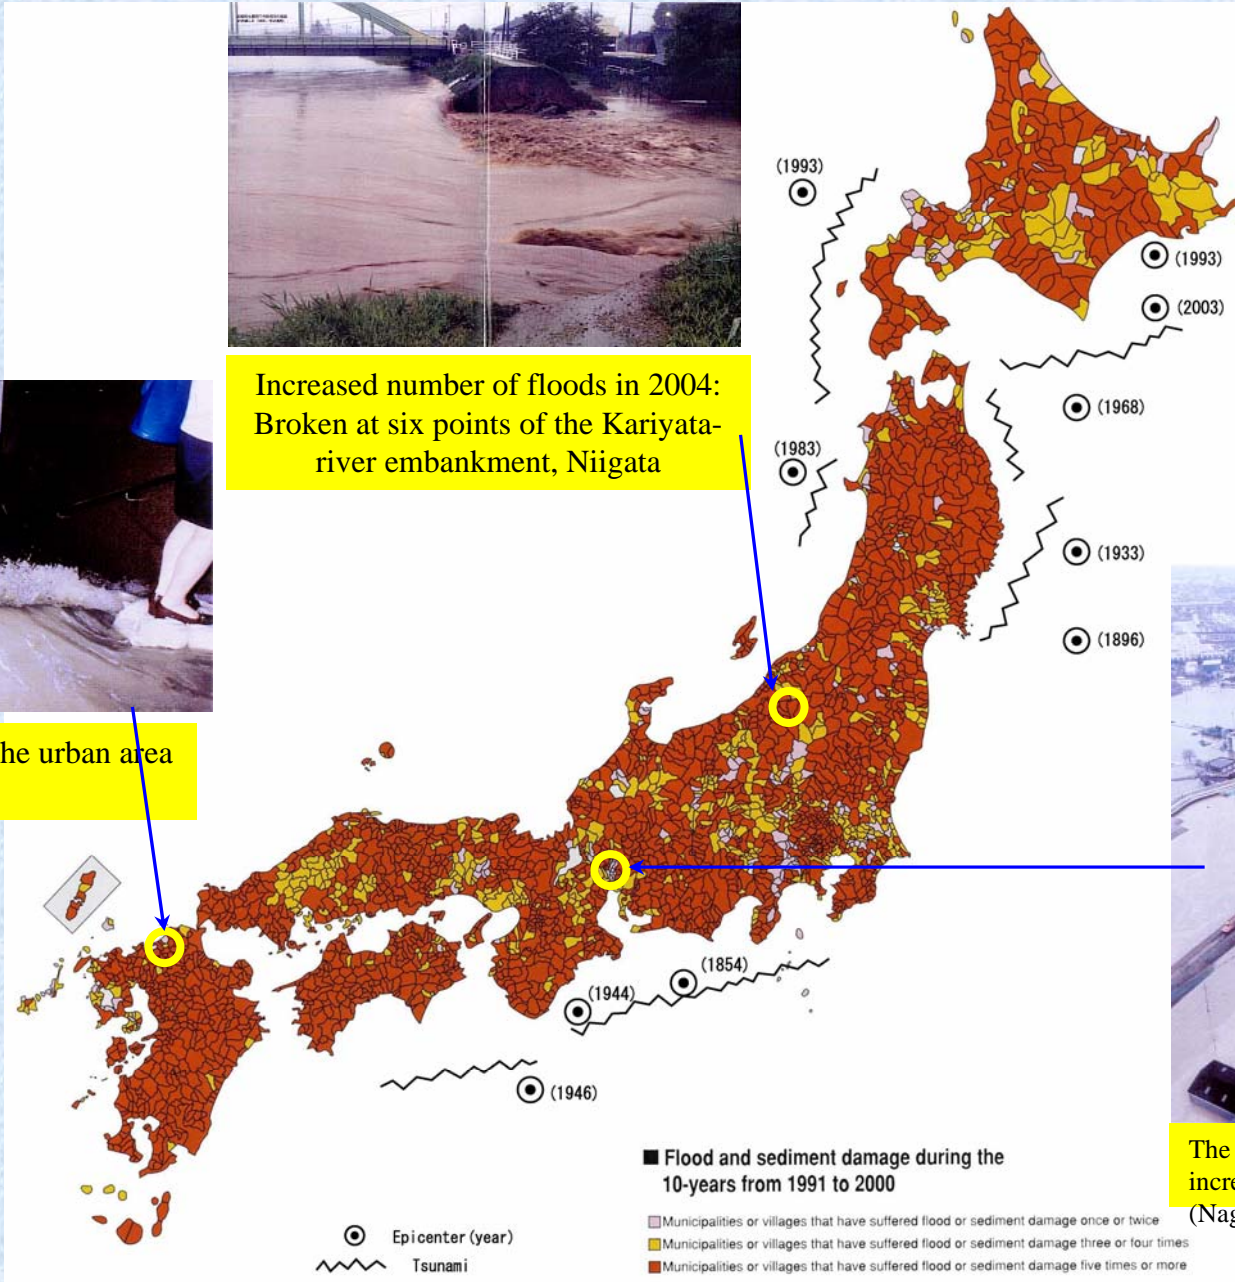 Increased number of floods in 2004:
Broken at six points of the Kariyata-
river embankment, Niigata
he urban area
(1993)
(1993)
(2003)
(1968)
(1983)
(1933)
(1896)
(1854)
(1944)
(1946)
The
incre
(Nag
■ Flood and sediment damage during the
10-years from 1991 to 2000
Municipalities or villages that have suffered flood or sediment damage once or twice
Municipalities or villages that have suffered flood or sediment damage three or four times
Municipalities or villages that have suffered flood or sediment damage five times or more
Epicenter (year)
Tsunami